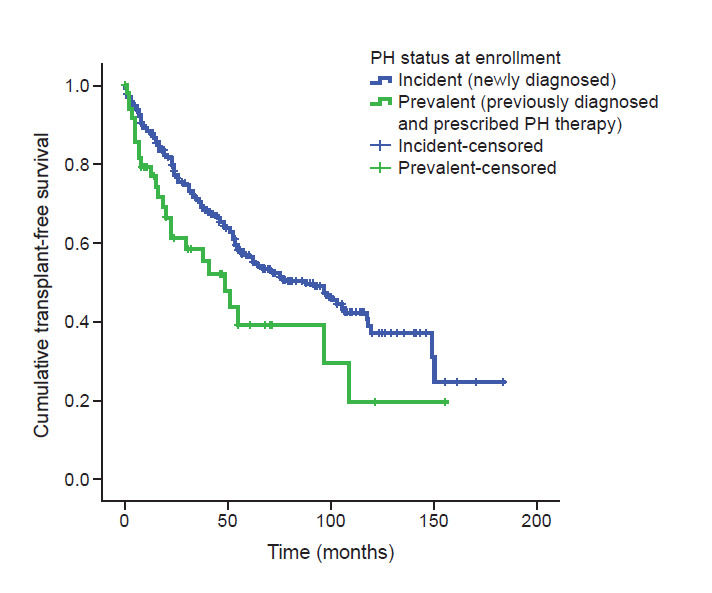 PH status at enrollment
Incident (newly diagnosed)
Prevalent (previously diagnosed
and prescribed PH therapy)
Incident-censored
Prevalent-censored
Cumulative transplant-free survival
1.0
0.8
0.6
0.4
0.2
0.0
0 50 100 150 200
Time (months)